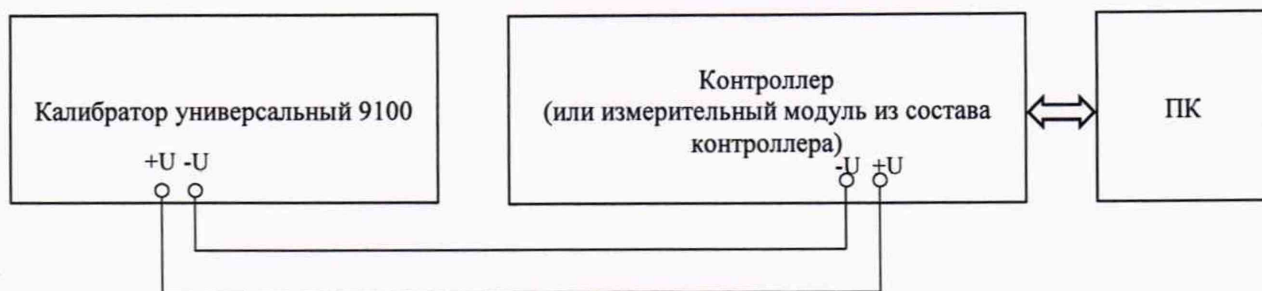 Калибратор универсальный 9100
+U -U
Контроллер
(или измерительный модуль из состава
контроллера)
-U +U
ПК